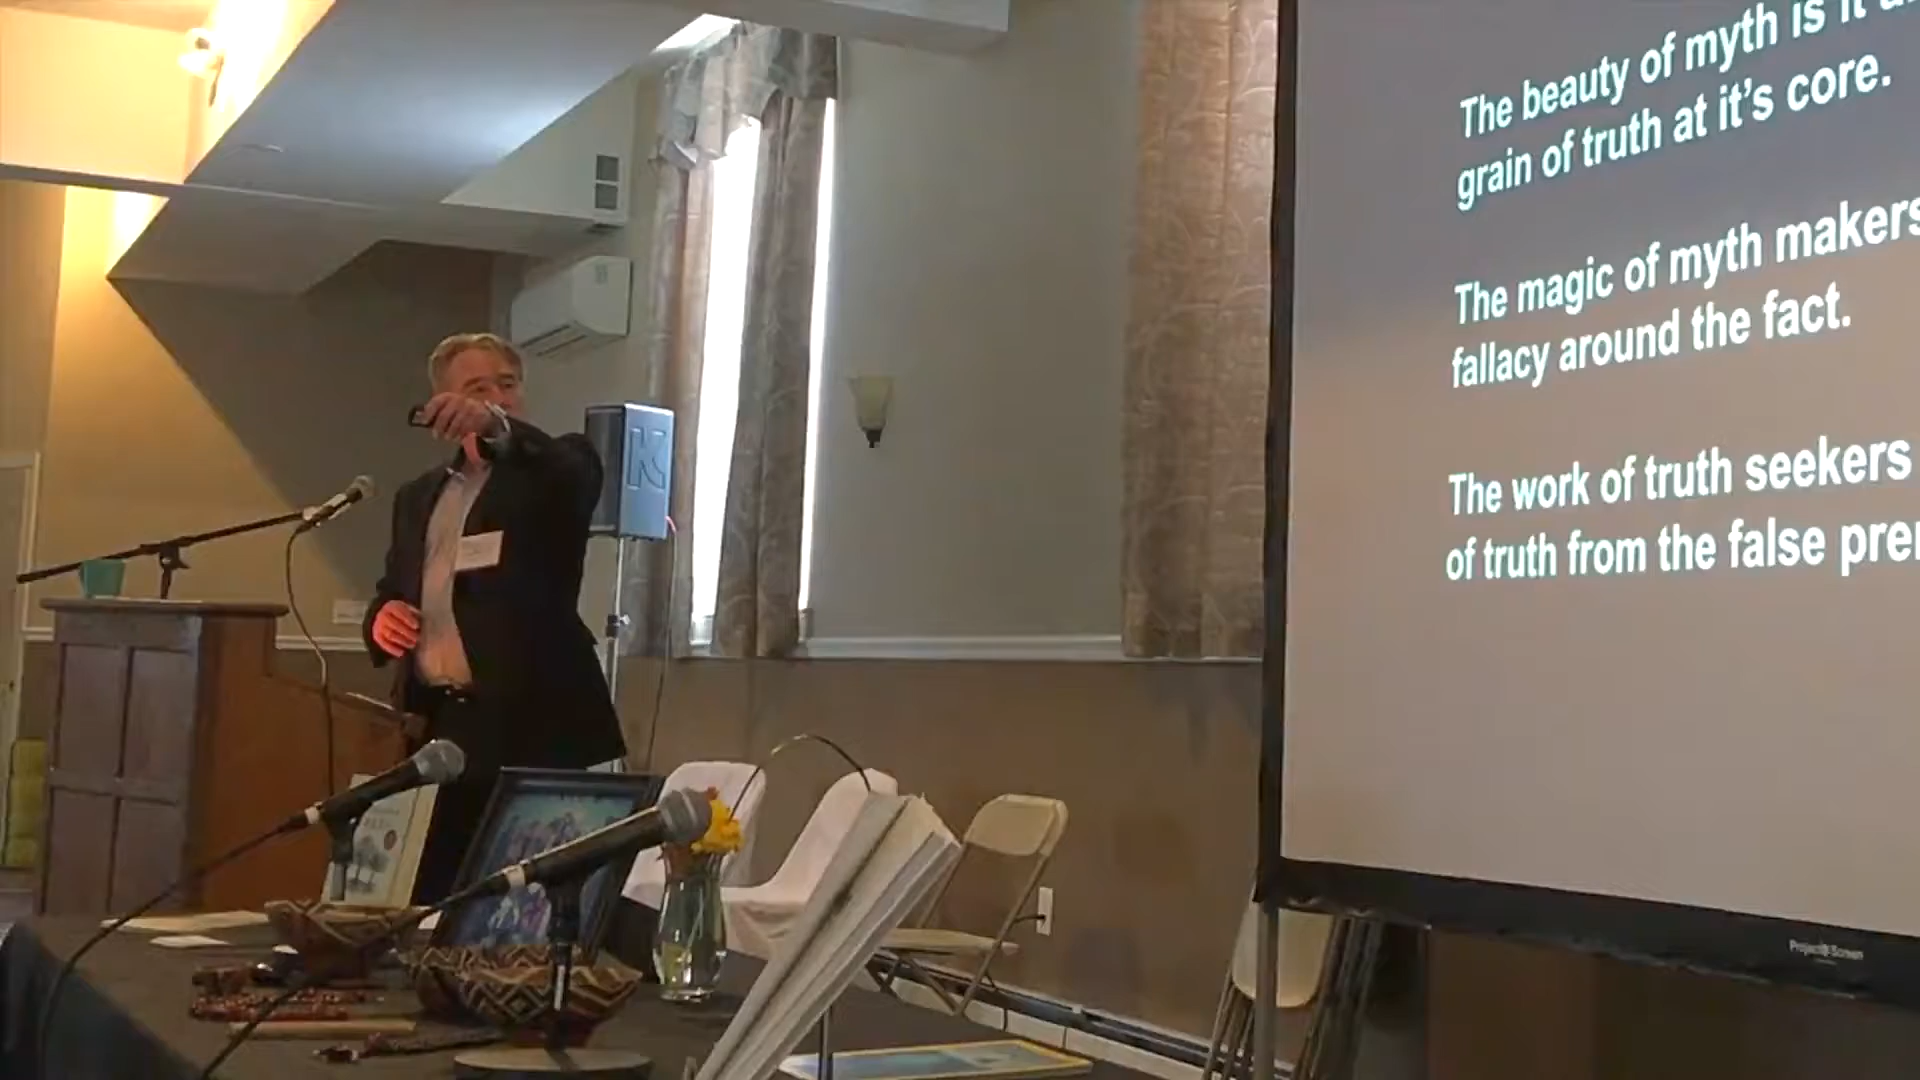 The beauty of myth is it
grain of truth at it's core.
The magic of myth makers
fallacy around the fact.
The work of truth seekers
of truth from the false
K